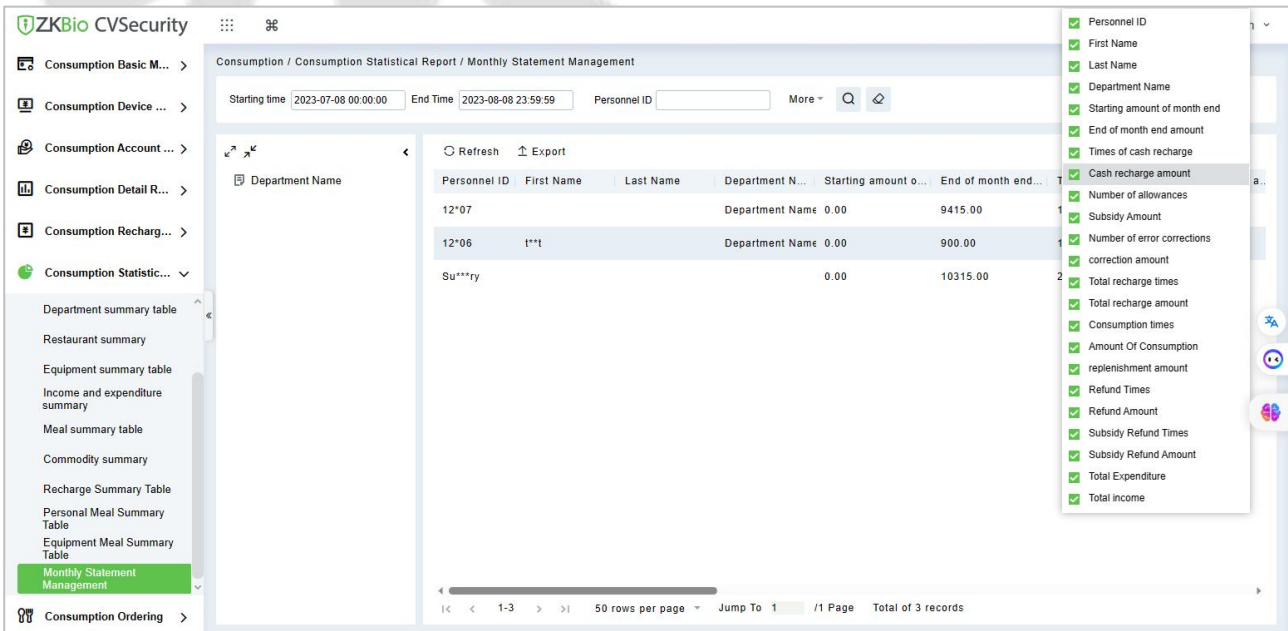 ZKBio CVSecurity
Consumption Basic M...
Consumption Device ...
Consumption Account ...
Consumption Detail R...
Consumption Recharg...
Consumption Statistic...
Department summary table
Restaurant summary
Equipment summary table
Income and expenditure
summary
Meal summary table
Commodity summary
Recharge Summary Table
Personal Meal Summary
Table
Equipment Meal Summary
Table
Monthly Statement
Management
Consumption Ordering
Consumption / Consumption Statistical Report / Monthly Statement Management
Starting time 2023-07-08 00:00:00 End Time 2023-08-08 23:59:59 Personnel ID More
Department Name
Refresh Export
Personnel ID First Name Last Name Department N... Starting amount o... End of month end...
12*07 Department Name 0.00 9415.00
12*06 t**t Department Name 0.00 900.00
Su***ry 0.00 10315.00
1-3 50 rows per page Jump To 1 /1 Page Total of 3 records
Personnel ID
First Name
Last Name
Department Name
Starting amount of month end
End of month end amount
Times of cash recharge
Cash recharge amount
Number of allowances
Subsidy Amount
Number of error corrections
correction amount
Total recharge times
Total recharge amount
Consumption times
Amount Of Consumption
replenishment amount
Refund Times
Refund Amount
Subsidy Refund Times
Subsidy Refund Amount
Total Expenditure
Total income